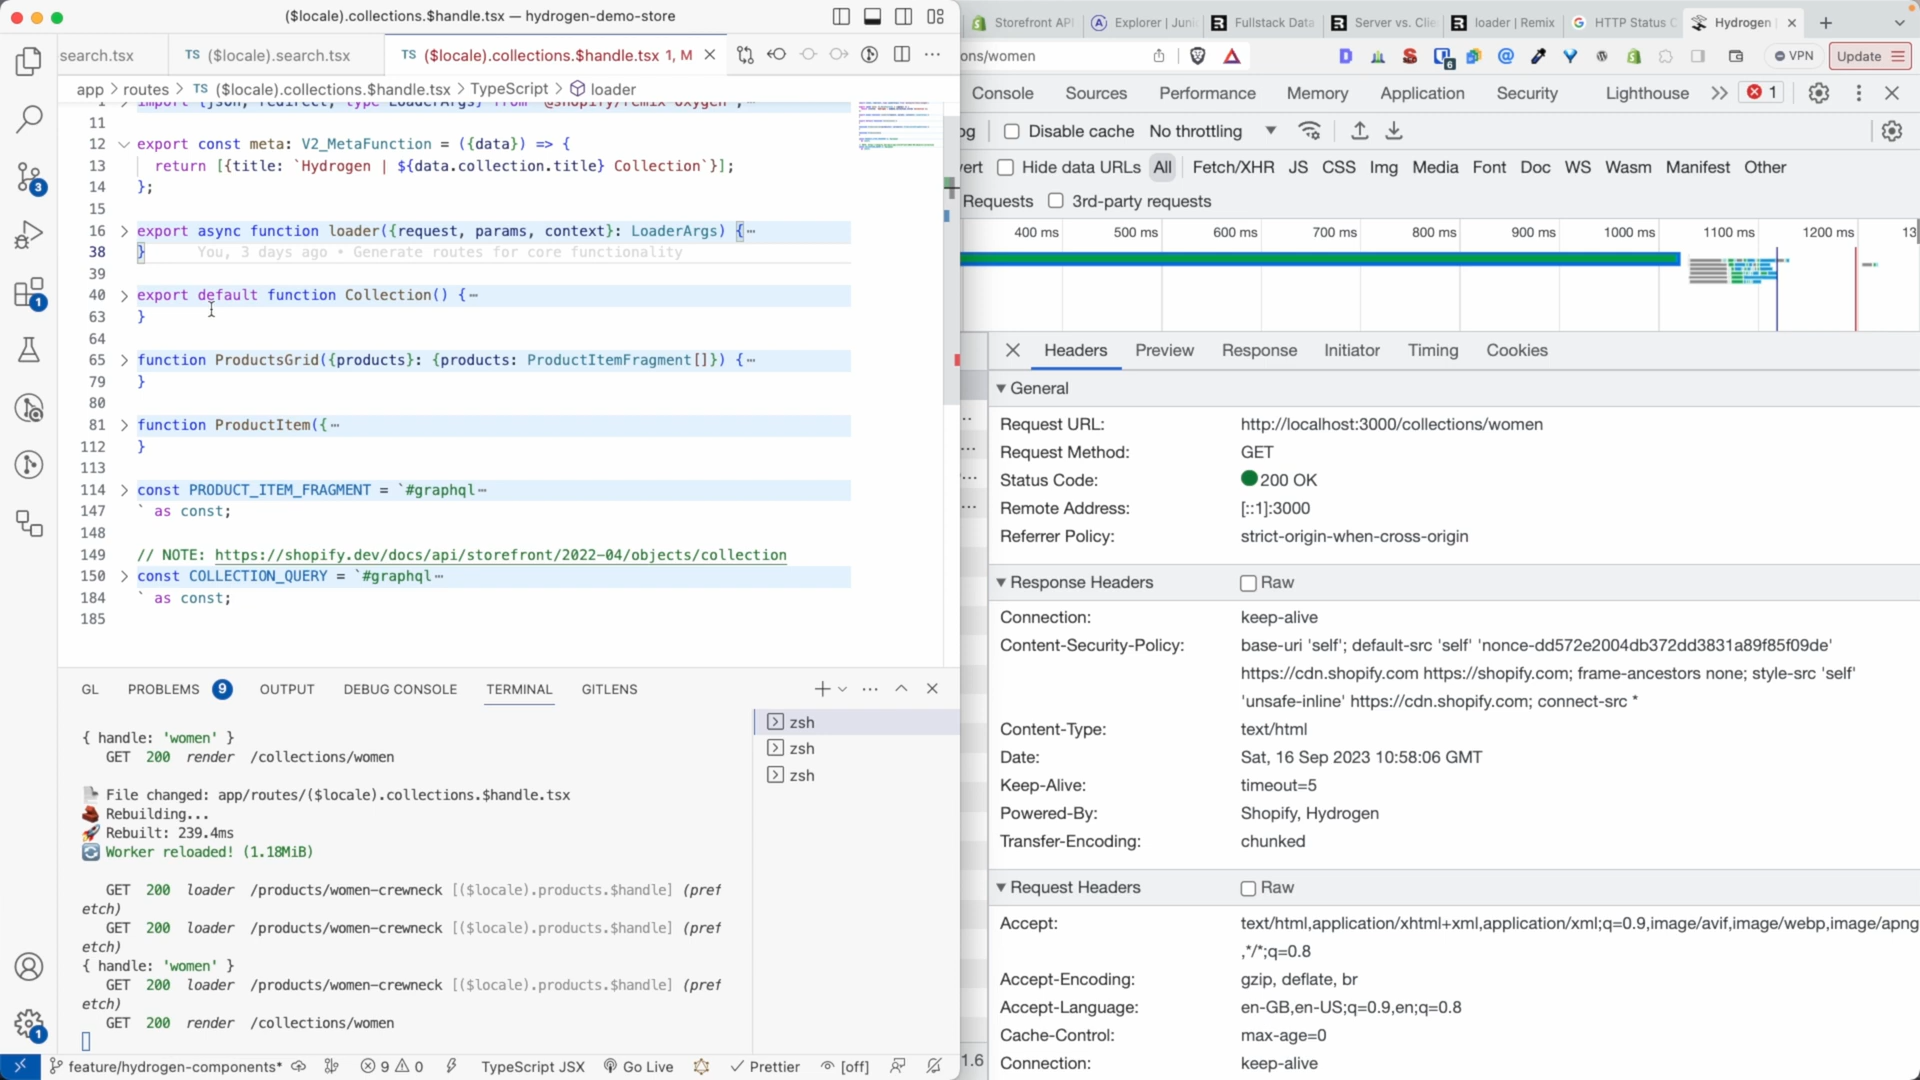 ($locale).collections.$handle.tsx — hydrogen-demo-store
search.tsx
TS ($locale).search.tsx
TS ($locale).collections.$handle.tsx 1, M
app > routes > TS ($locale).collections.$handle.tsx > TypeScript > loader
11
12 export const meta: V2_MetaFunction = ({data}) => {
13 return [{title: `Hydrogen | ${data.collection.title} Collection`}];
14 };
15
16 export async function loader({request, params, context}: LoaderArgs) {⋯
38 } You, 3 days ago • Generate routes for core functionality
39
40 export default function Collection() {⋯
63 }
64
65 function ProductsGrid({products}: {products: ProductItemFragment[]}) {⋯
79 }
80
81 function ProductItem({⋯
112 }
113
114 const PRODUCT_ITEM_FRAGMENT = `#graphql⋯
147 ` as const;
148
149 // NOTE: https://shopify.dev/docs/api/storefront/2022-04/objects/collection
150 const COLLECTION_QUERY = `#graphql⋯
184 ` as const;
185
3
1
1
GL PROBLEMS 9 OUTPUT DEBUG CONSOLE TERMINAL GITLENS
zsh
zsh
zsh
{ handle: 'women' }
GET 200 render /collections/women
File changed: app/routes/($locale).collections.$handle.tsx
Rebuilding...
Rebuilt: 239.4ms
Worker reloaded! (1.18MiB)
GET 200 loader /products/women-crewneck [($locale).products.$handle] (pref
etch)
GET 200 loader /products/women-crewneck [($locale).products.$handle] (pref
etch)
{ handle: 'women' }
GET 200 loader /products/women-crewneck [($locale).products.$handle] (pref
etch)
GET 200 render /collections/women
feature/hydrogen-components* 9 0 TypeScript JSX Go Live Prettier [off]
Storefront API
Explorer | Juni
Fullstack Data
Server vs. Clie
loader | Remix
HTTP Status C
Hydrogen |
ons/women
6
VPN
Update
Console Sources Performance Memory Application Security Lighthouse 1
og Disable cache No throttling
ert Hide data URLs All Fetch/XHR JS CSS Img Media Font Doc WS Wasm Manifest Other
Requests 3rd-party requests
400 ms 500 ms 600 ms 700 ms 800 ms 900 ms 1000 ms 1100 ms 1200 ms 13
Headers Preview Response Initiator Timing Cookies
General
Request URL: http://localhost:3000/collections/women
Request Method: GET
Status Code: 200 OK
Remote Address: [::1]:3000
Referrer Policy: strict-origin-when-cross-origin
Response Headers Raw
Connection: keep-alive
Content-Security-Policy: base-uri 'self'; default-src 'self' 'nonce-dd572e2004db372dd3831a89f85f09de'
https://cdn.shopify.com https://shopify.com; frame-ancestors none; style-src 'self'
'unsafe-inline' https://cdn.shopify.com; connect-src *
Content-Type: text/html
Date: Sat, 16 Sep 2023 10:58:06 GMT
Keep-Alive: timeout=5
Powered-By: Shopify, Hydrogen
Transfer-Encoding: chunked
Request Headers Raw
Accept: text/html,application/xhtml+xml,application/xml;q=0.9,image/avif,image/webp,image/apng
,*/*;q=0.8
Accept-Encoding: gzip, deflate, br
Accept-Language: en-GB,en-US;q=0.9,en;q=0.8
Cache-Control: max-age=0
1.6
Connection: keep-alive